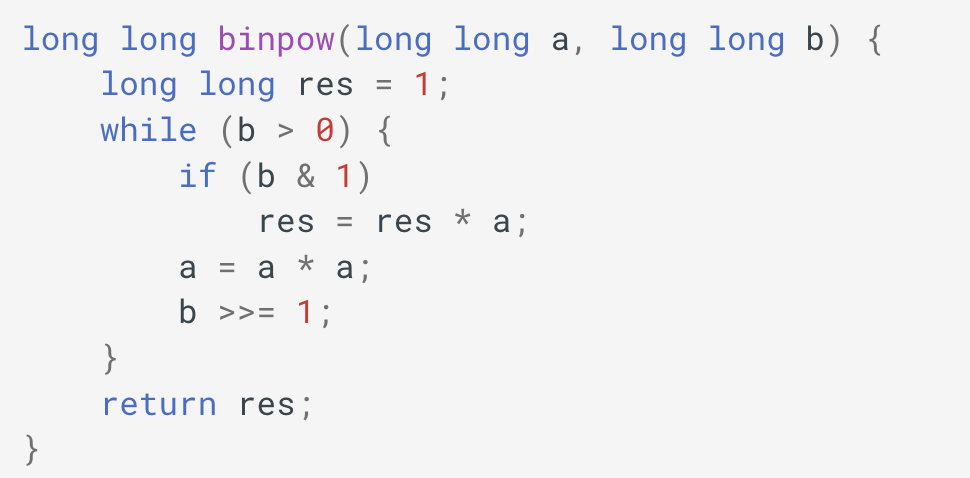 long long binpow(long long a, long long b) {
    long long res = 1;
    while (b > 0) {
        if (b & 1)
            res = res * a;
        a = a * a;
        b >>= 1;
    }
    return res;
}